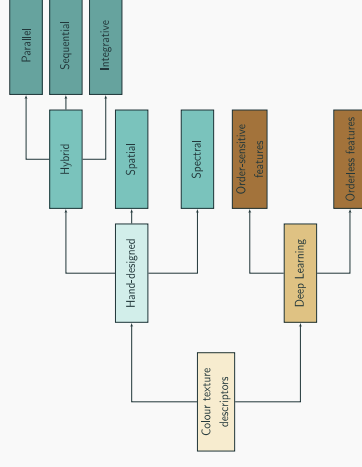 Colour texture
descriptors
Hand-designed
Deep Learning
Hybrid
Spatial
Spectral
Order-sensitive
features
Orderless features
Parallel
Sequential
Integrative